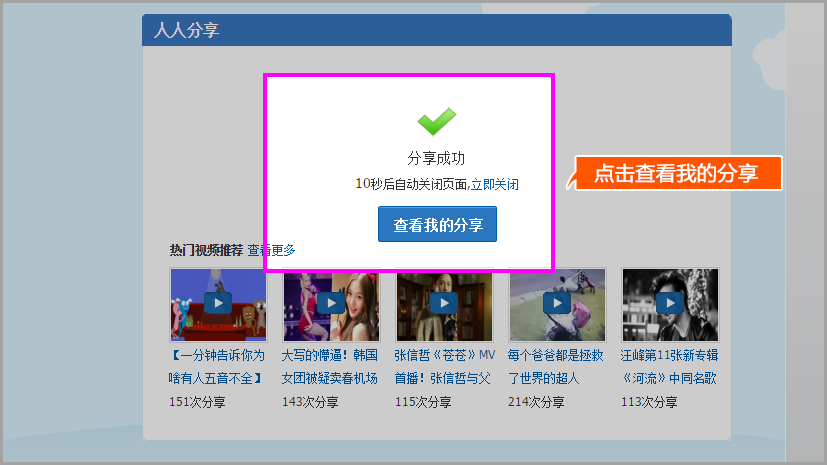 人人分享
分享成功
10秒后自动关闭页面,立即关闭
点击查看我的分享
查看我的分享
热门视频推荐 查看更多
【一分钟告诉你为
啥有人五音不全】
151次分享
大写的懵逼！韩国
女团被疑卖春机场
143次分享
张信哲《苍苍》MV
首播！张信哲与父
115次分享
每个爸爸都是拯救
了世界的超人
214次分享
汪峰第11张新专辑
《河流》中同名歌
113次分享